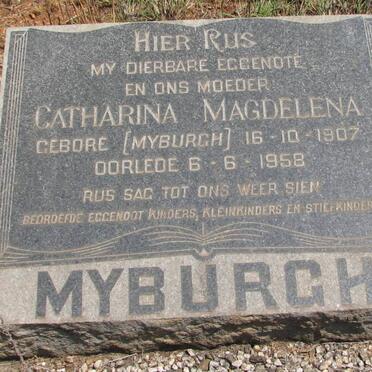 HIER RUS
MY DIERBARE EGGENOTE
EN ONS MOEDER
CATHARINA MAGDELENA
GEBORE [MYBURGH] 16-10-1907
OORLEDE 6-6-1958
RUS SAG TOT ONS WEER SIEN
BEDROEFDE EGGENOOT KINDERS, KLEINKINDERS EN STIEFKINDERS
MYBURGH